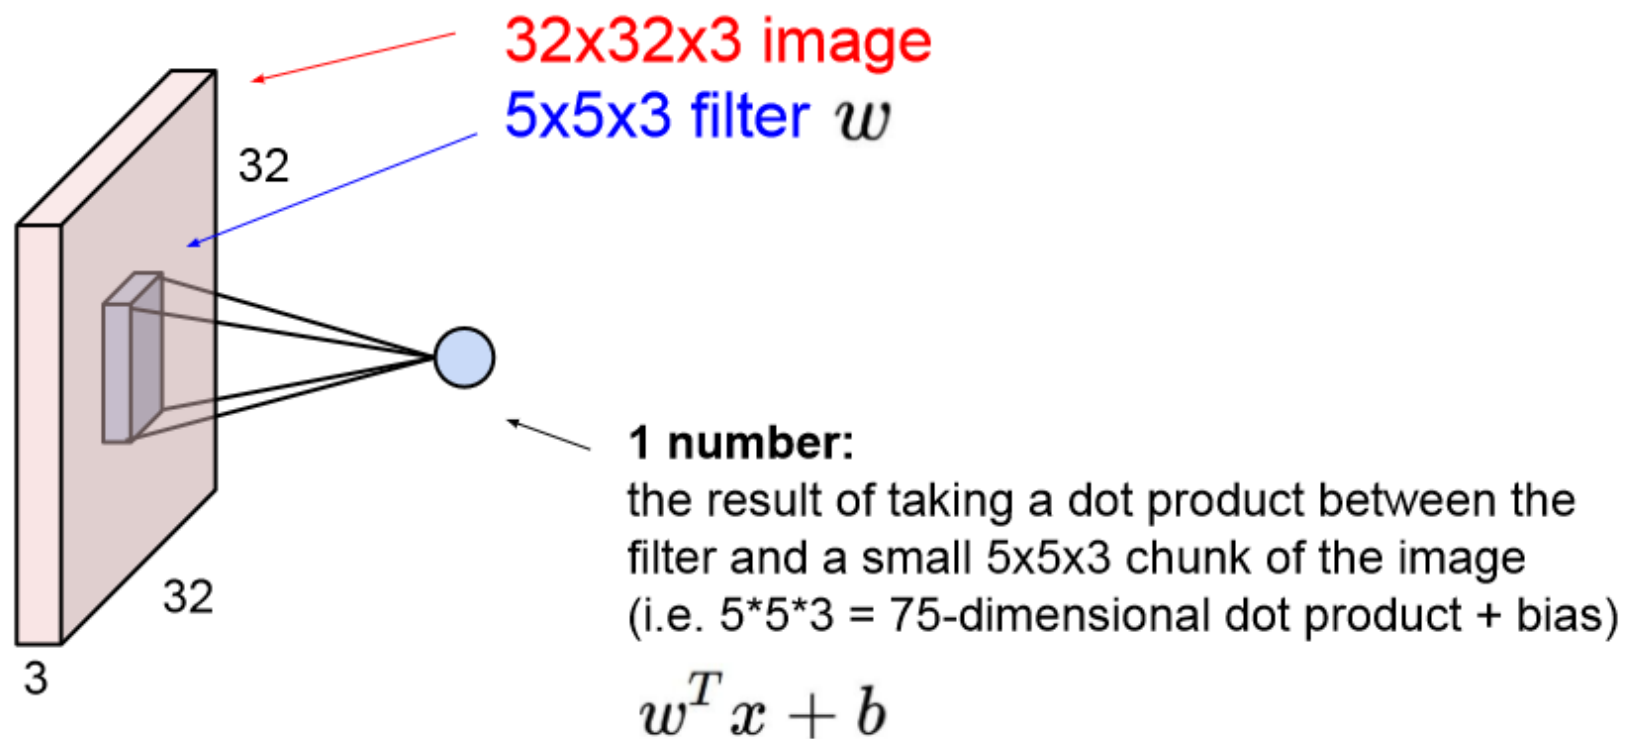 32x32x3 image
5x5x3 filter w
32
32
3
1 number:
the result of taking a dot product between the
filter and a small 5x5x3 chunk of the image
(i.e. 5*5*3 = 75-dimensional dot product + bias)
w^T x + b